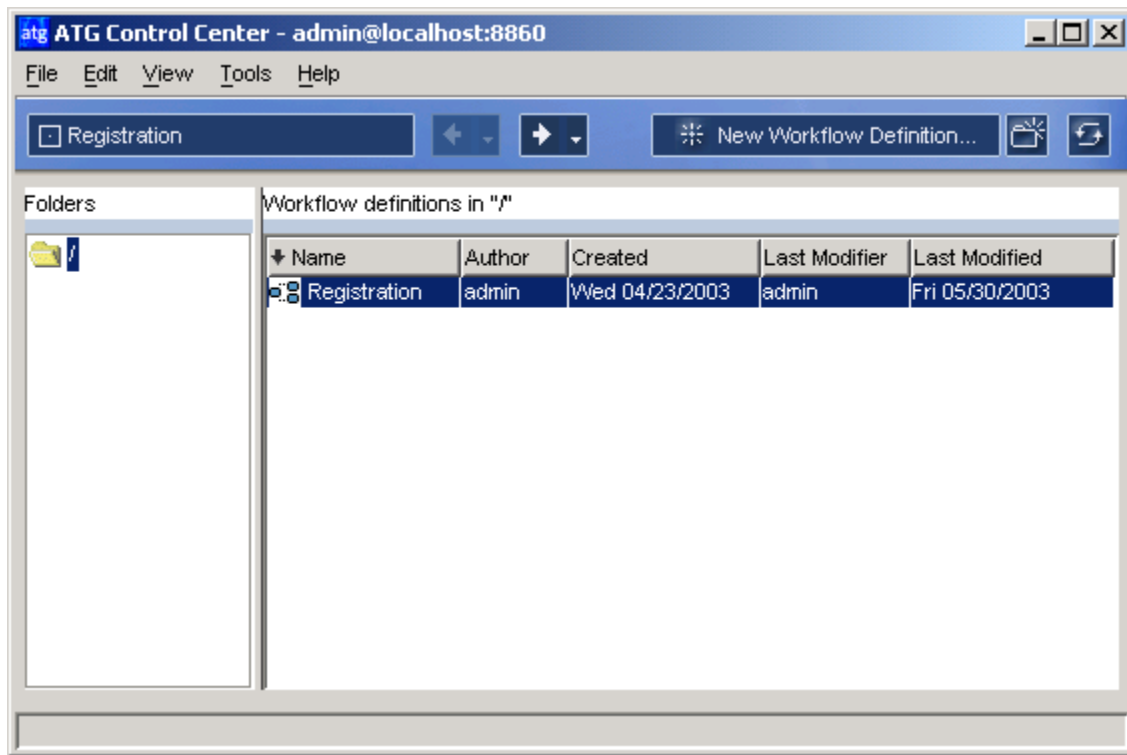 atg ATG Control Center - admin@localhost:8860
File Edit View Tools Help
Registration New Workflow Definition...
Folders Workflow definitions in "/"
/ Name Author Created Last Modifier Last Modified
Registration admin Wed 04/23/2003 admin Fri 05/30/2003